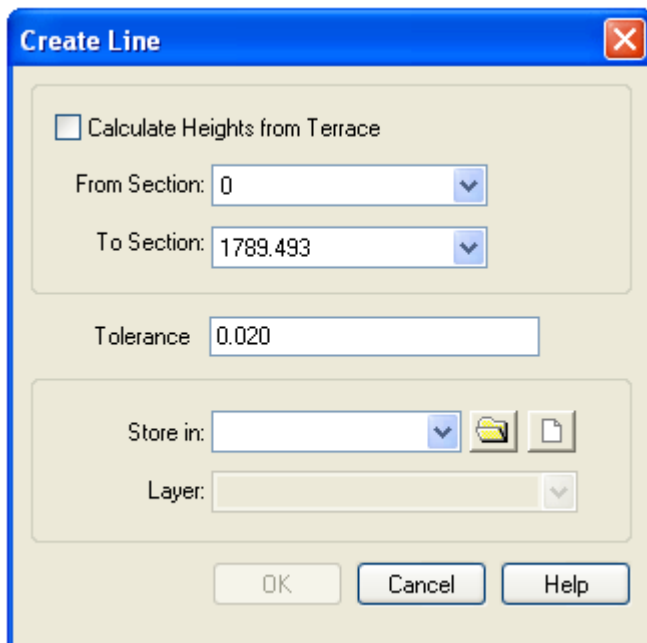 Create Line
Calculate Heights from Terrace
From Section: 0
To Section: 1789.493
Tolerance 0.020
Store in:
Layer:
OK Cancel Help